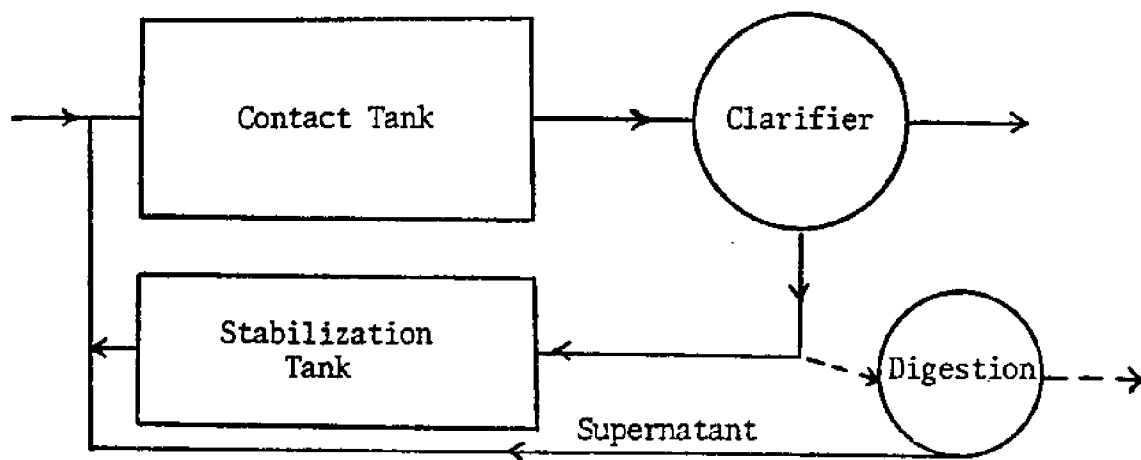 Contact Tank
Clarifier
Stabilization
Tank
Digestion
Supernatant